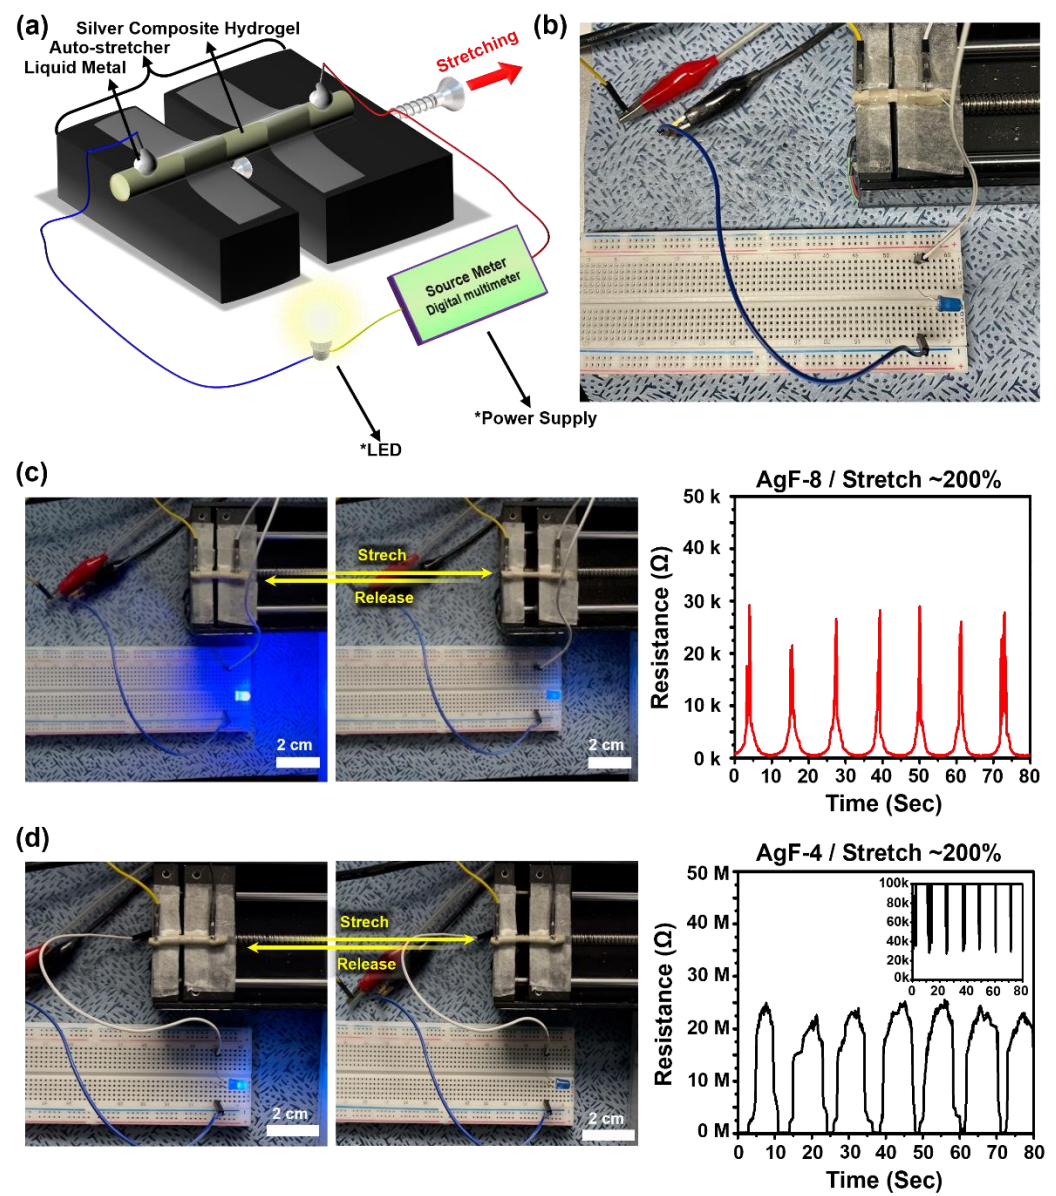 (a)
Silver Composite Hydrogel
Auto-stretcher
Liquid Metal
Stretching
Source Meter
Digital multimeter
*Power Supply
*LED
(b)
(c)
Strech
Release
2 cm
2 cm
AgF-8 / Stretch ~200%
Resistance (Ω)
50 k
40 k
30 k
20 k
10 k
0 k
0 10 20 30 40 50 60 70 80
Time (Sec)
(d)
Strech
Release
2 cm
2 cm
AgF-4 / Stretch ~200%
Resistance (Ω)
50 M
40 M
30 M
20 M
10 M
0 M
0 10 20 30 40 50 60 70 80
Time (Sec)
100k
80k
60k
40k
20k
0k
0 20 40 60 80